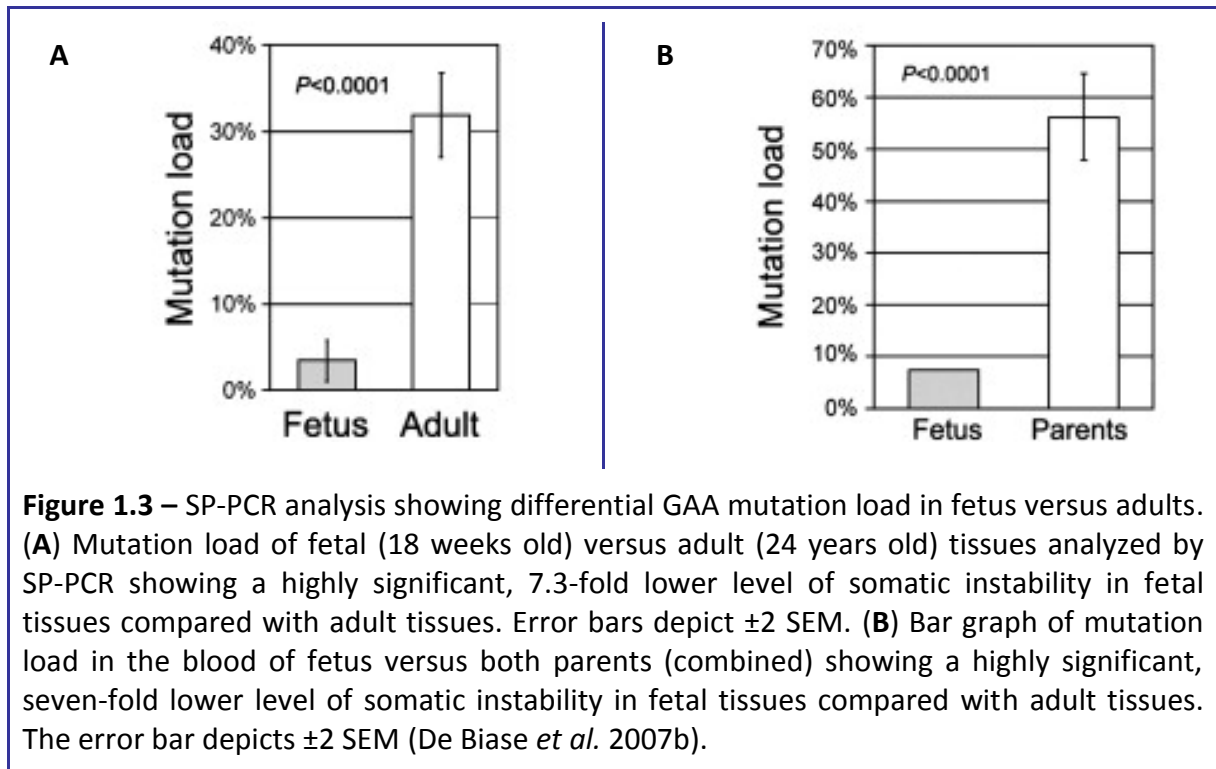 A
40%
30%
20%
10%
0%
Mutation load
P<0.0001
Fetus Adult
B
70%
60%
50%
40%
30%
20%
10%
0%
Mutation load
P<0.0001
Fetus Parents
Figure 1.3 – SP-PCR analysis showing differential GAA mutation load in fetus versus adults.
(A) Mutation load of fetal (18 weeks old) versus adult (24 years old) tissues analyzed by
SP-PCR showing a highly significant, 7.3-fold lower level of somatic instability in fetal
tissues compared with adult tissues. Error bars depict ±2 SEM. (B) Bar graph of mutation
load in the blood of fetus versus both parents (combined) showing a highly significant,
seven-fold lower level of somatic instability in fetal tissues compared with adult tissues.
The error bar depicts ±2 SEM (De Biase et al. 2007b).